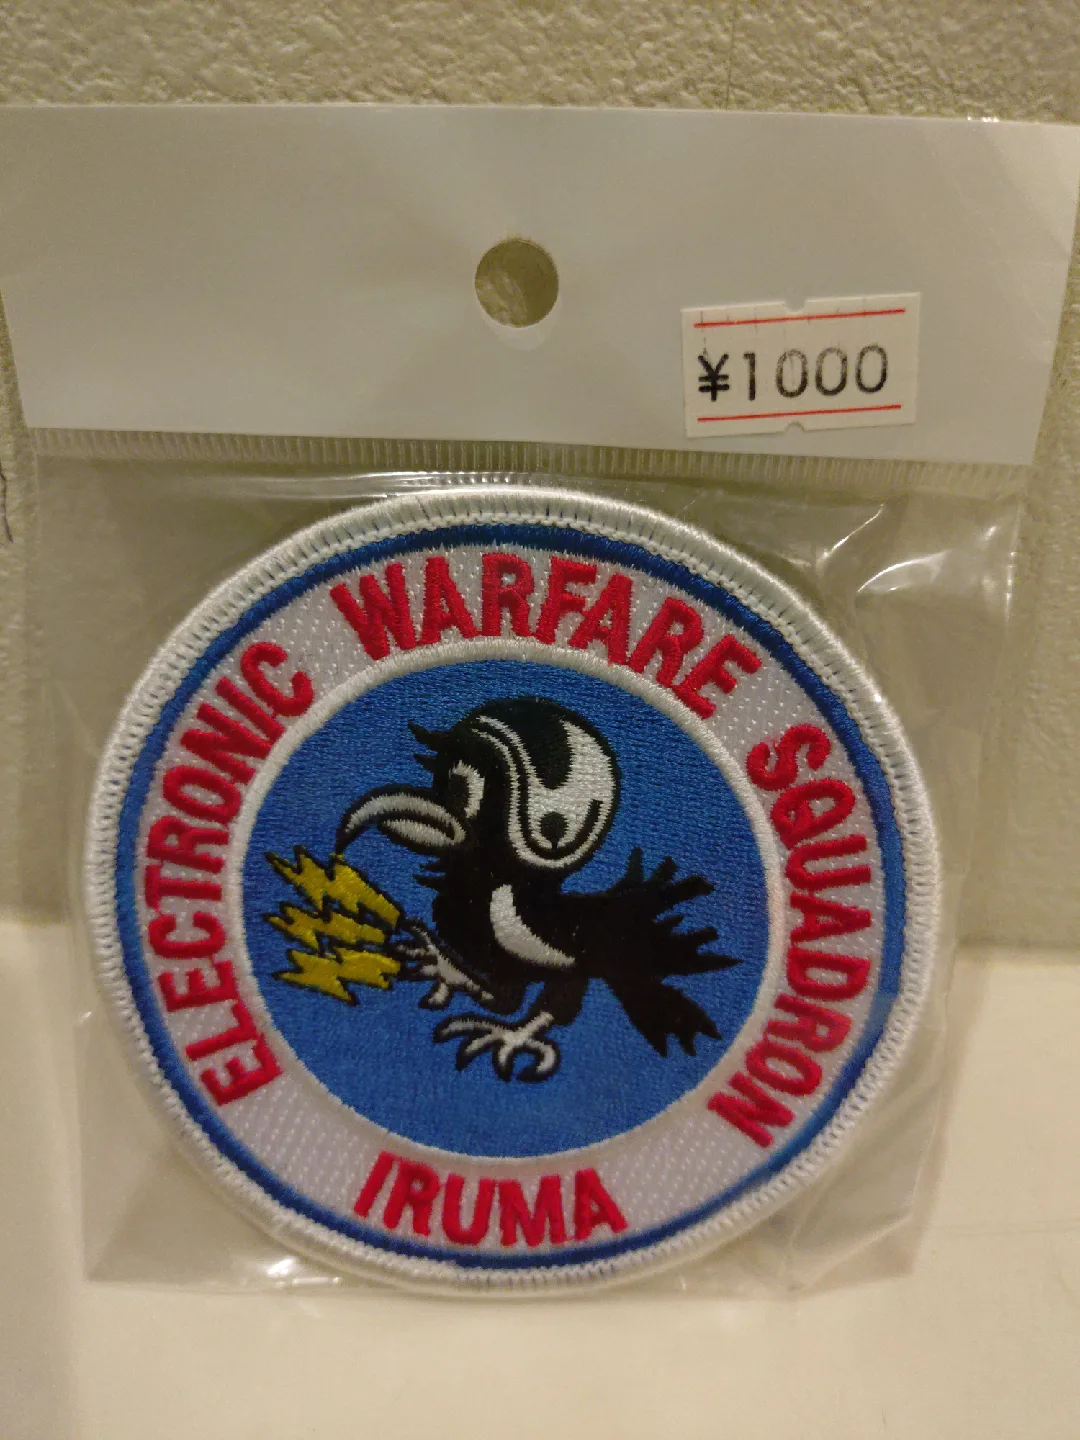 ¥1000
ELECTRONIC WARFARE SQUADRON
IRUMA